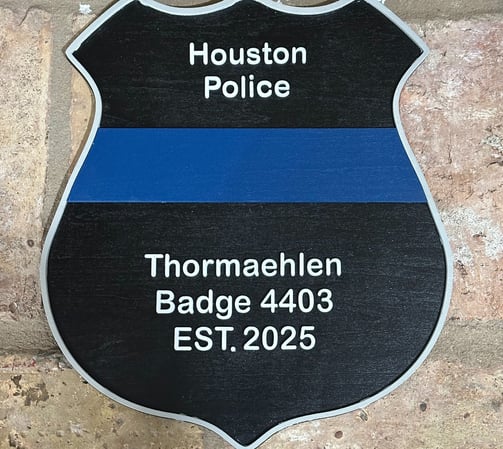 Houston
Police
Thormaehlen
Badge 4403
EST. 2025